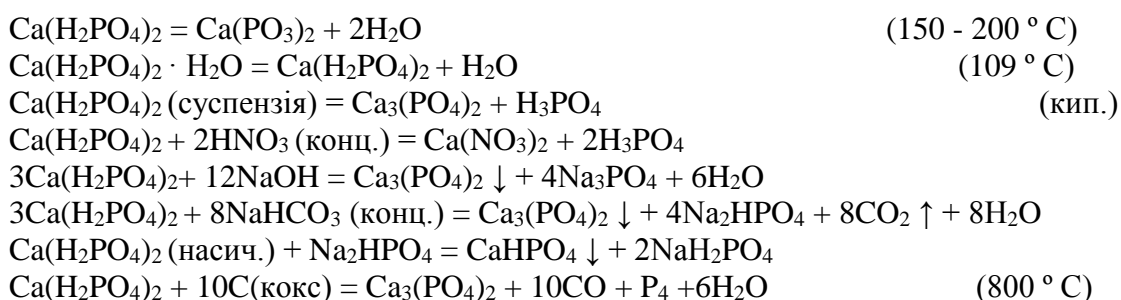 Ca(H₂PO₄)₂ = Ca(PO₃)₂ + 2H₂O (150 - 200 º C)
Ca(H₂PO₄)₂ · H₂O = Ca(H₂PO₄)₂ + H₂O (109 º C)
Ca(H₂PO₄)₂ (суспензія) = Ca₃(PO₄)₂ + H₃PO₄ (кип.)
Ca(H₂PO₄)₂ + 2HNO₃ (конц.) = Ca(NO₃)₂ + 2H₃PO₄
3Ca(H₂PO₄)₂+ 12NaOH = Ca₃(PO₄)₂ ↓ + 4Na₃PO₄ + 6H₂O
3Ca(H₂PO₄)₂ + 8NaHCO₃ (конц.) = Ca₃(PO₄)₂ ↓ + 4Na₂HPO₄ + 8CO₂ ↑ + 8H₂O
Ca(H₂PO₄)₂ (насич.) + Na₂HPO₄ = CaHPO₄ ↓ + 2NaH₂PO₄
Ca(H₂PO₄)₂ + 10C(кокс) = Ca₃(PO₄)₂ + 10CO + P₄ +6H₂O (800 º C)